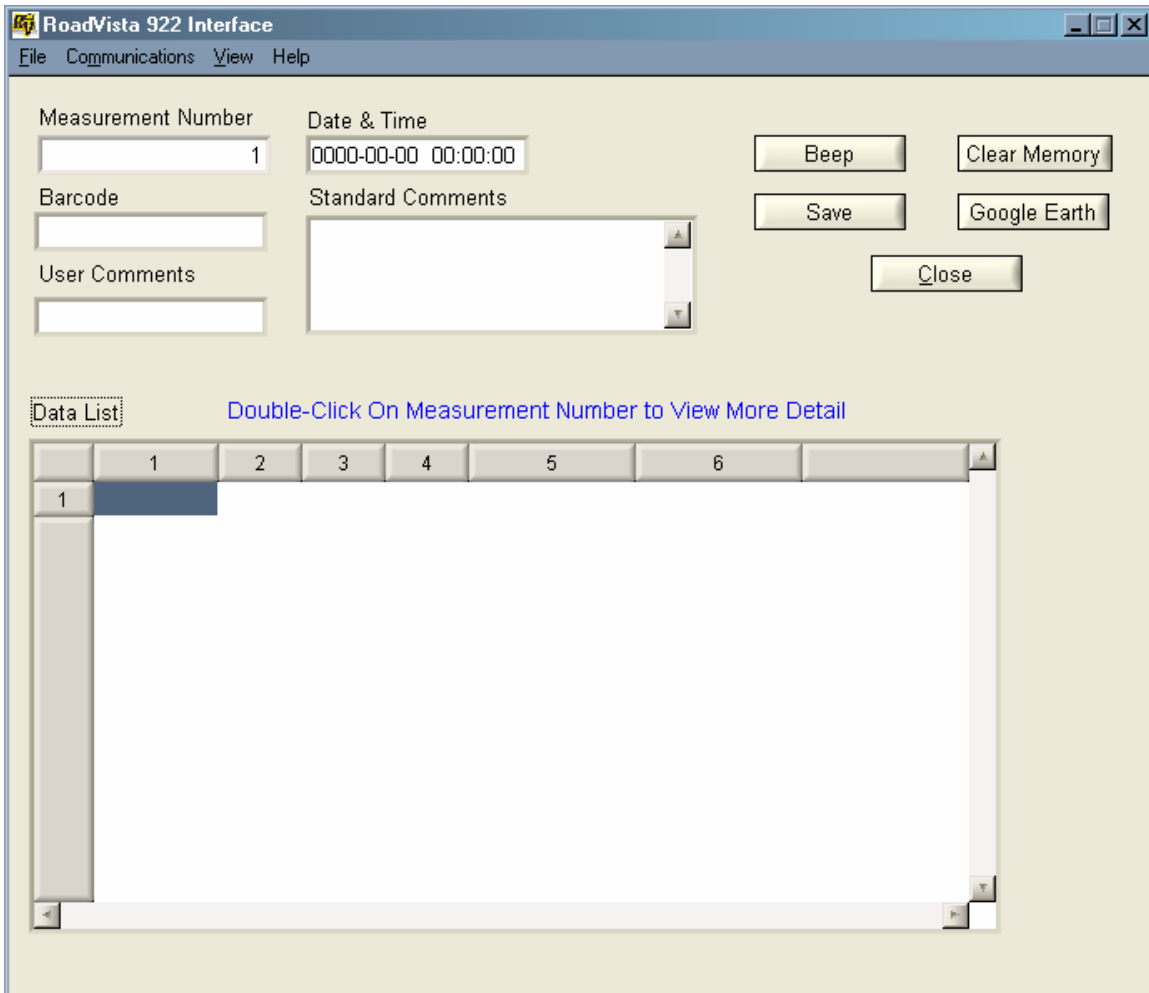 RoadVista 922 Interface
File Communications View Help
Measurement Number
1
Date & Time
0000-00-00 00:00:00
Beep
Clear Memory
Barcode
Standard Comments
Save
Google Earth
User Comments
Close
Data List
Double-Click On Measurement Number to View More Detail
1 2 3 4 5 6
1